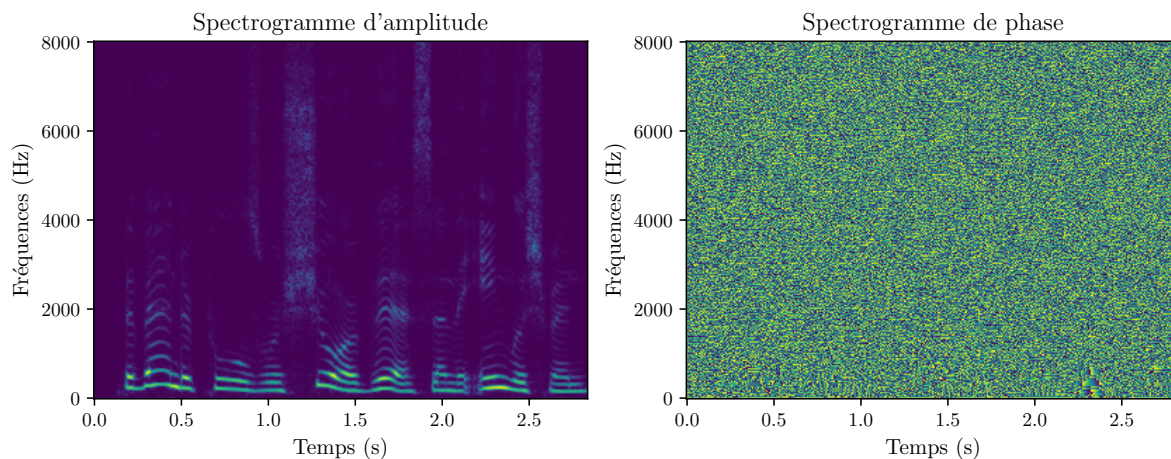 Spectrogramme d'amplitude
8000
6000
4000
2000
0
Fréquences (Hz)
0.0 0.5 1.0 1.5 2.0 2.5
Temps (s)
Spectrogramme de phase
8000
6000
4000
2000
0
Fréquences (Hz)
0.0 0.5 1.0 1.5 2.0 2.5
Temps (s)